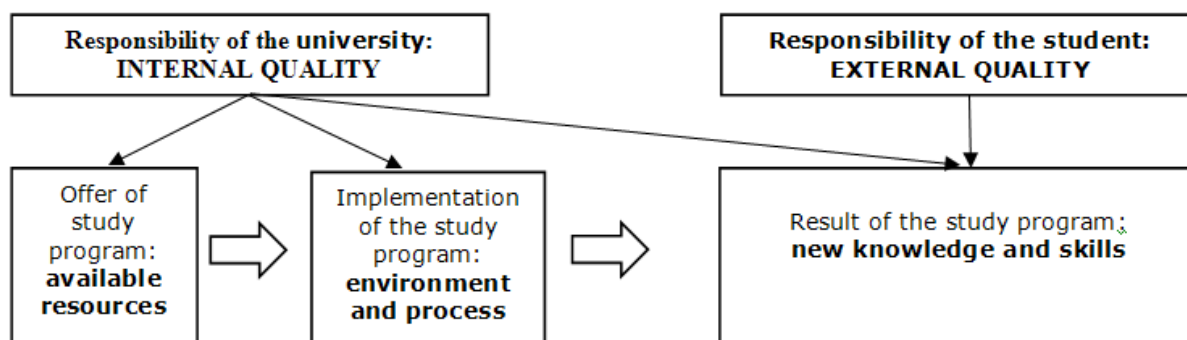 Responsibility of the university:
INTERNAL QUALITY
Responsibility of the student:
EXTERNAL QUALITY
Offer of
study
program:
available
resources
Implementation
of the study
program:
environment
and process
Result of the study program;
new knowledge and skills